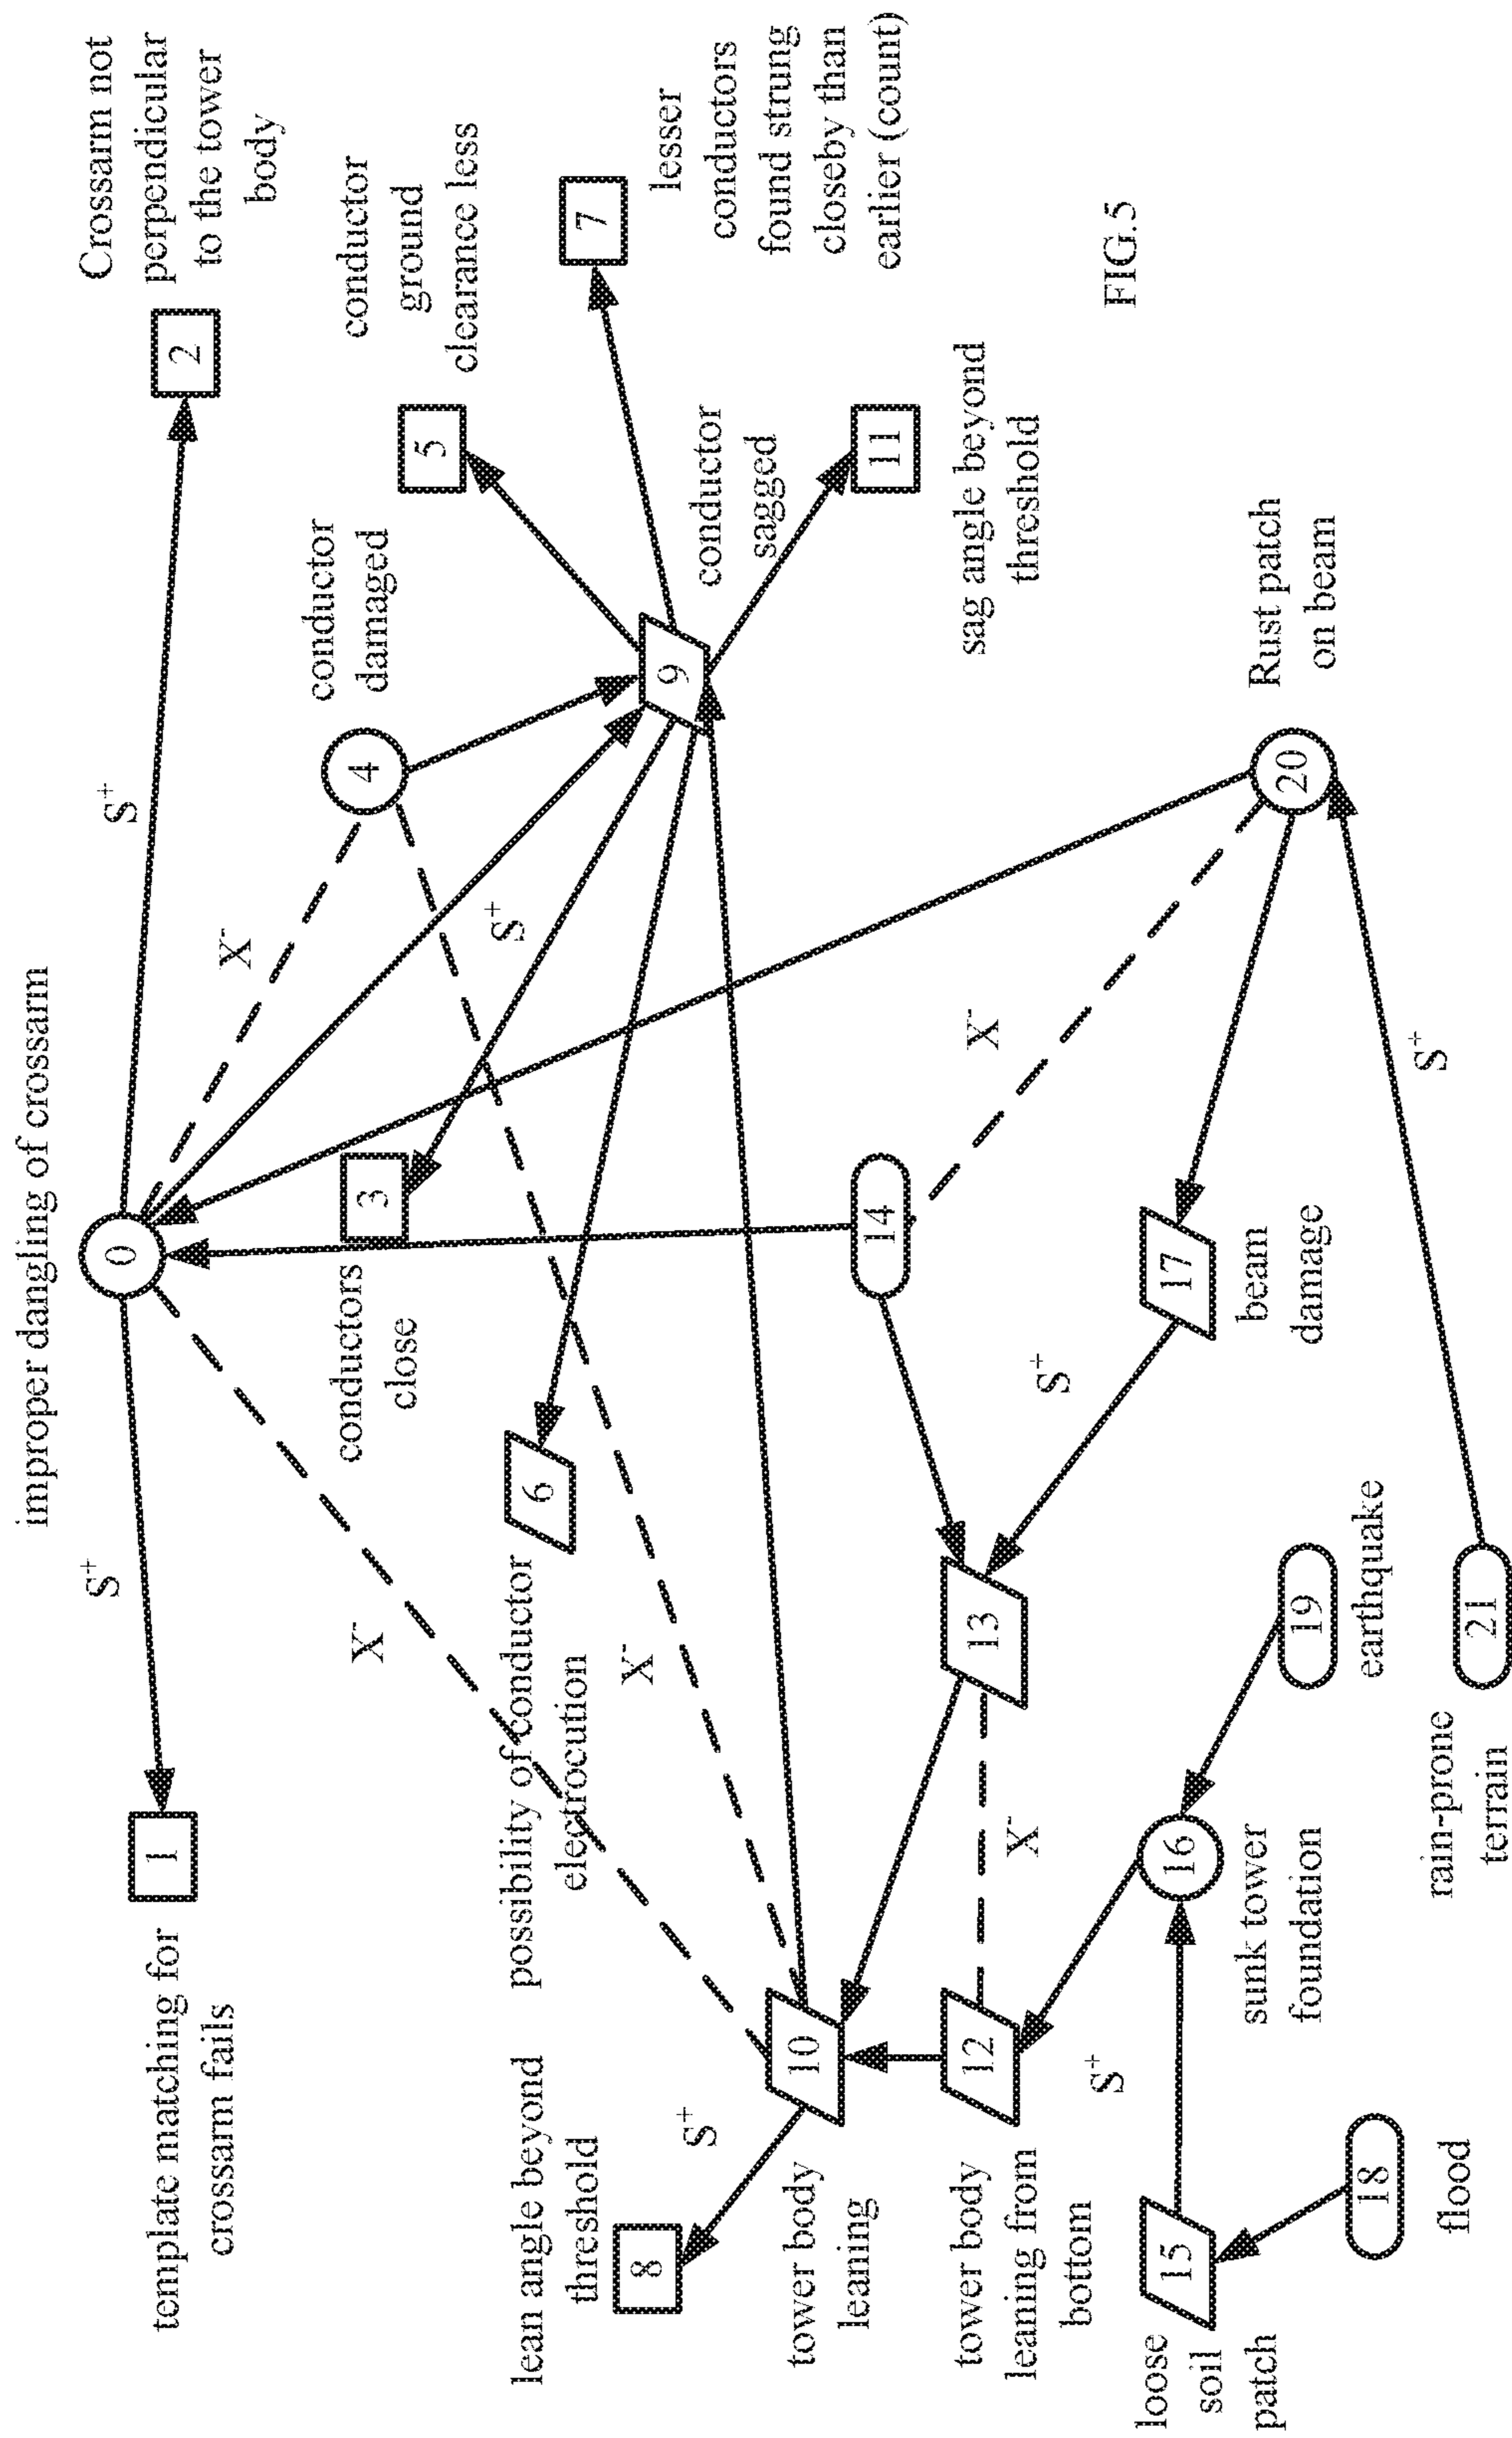 improper dangling of crossarm
0
S+
S+
1
template matching for
crossarm fails
2
Crossarm not
perpendicular
to the tower
body
X-
X-
4
conductor
damaged
3
conductors
close
S+
5
conductor
ground
clearance less
6
possibility of conductor
electrocution
X-
7
lesser
conductors
found strung
closeby than
earlier (count)
9
conductor
sagged
11
sag angle beyond
threshold
8
lean angle beyond
threshold
S+
10
tower body
leaning
12
tower body
leaning from
bottom
X-
13
14
X-
S+
17
beam
damage
20
Rust patch
on beam
15
loose
soil
patch
S+
16
sunk tower
foundation
18
flood
19
earthquake
21
rain-prone
terrain
S+
FIG.5